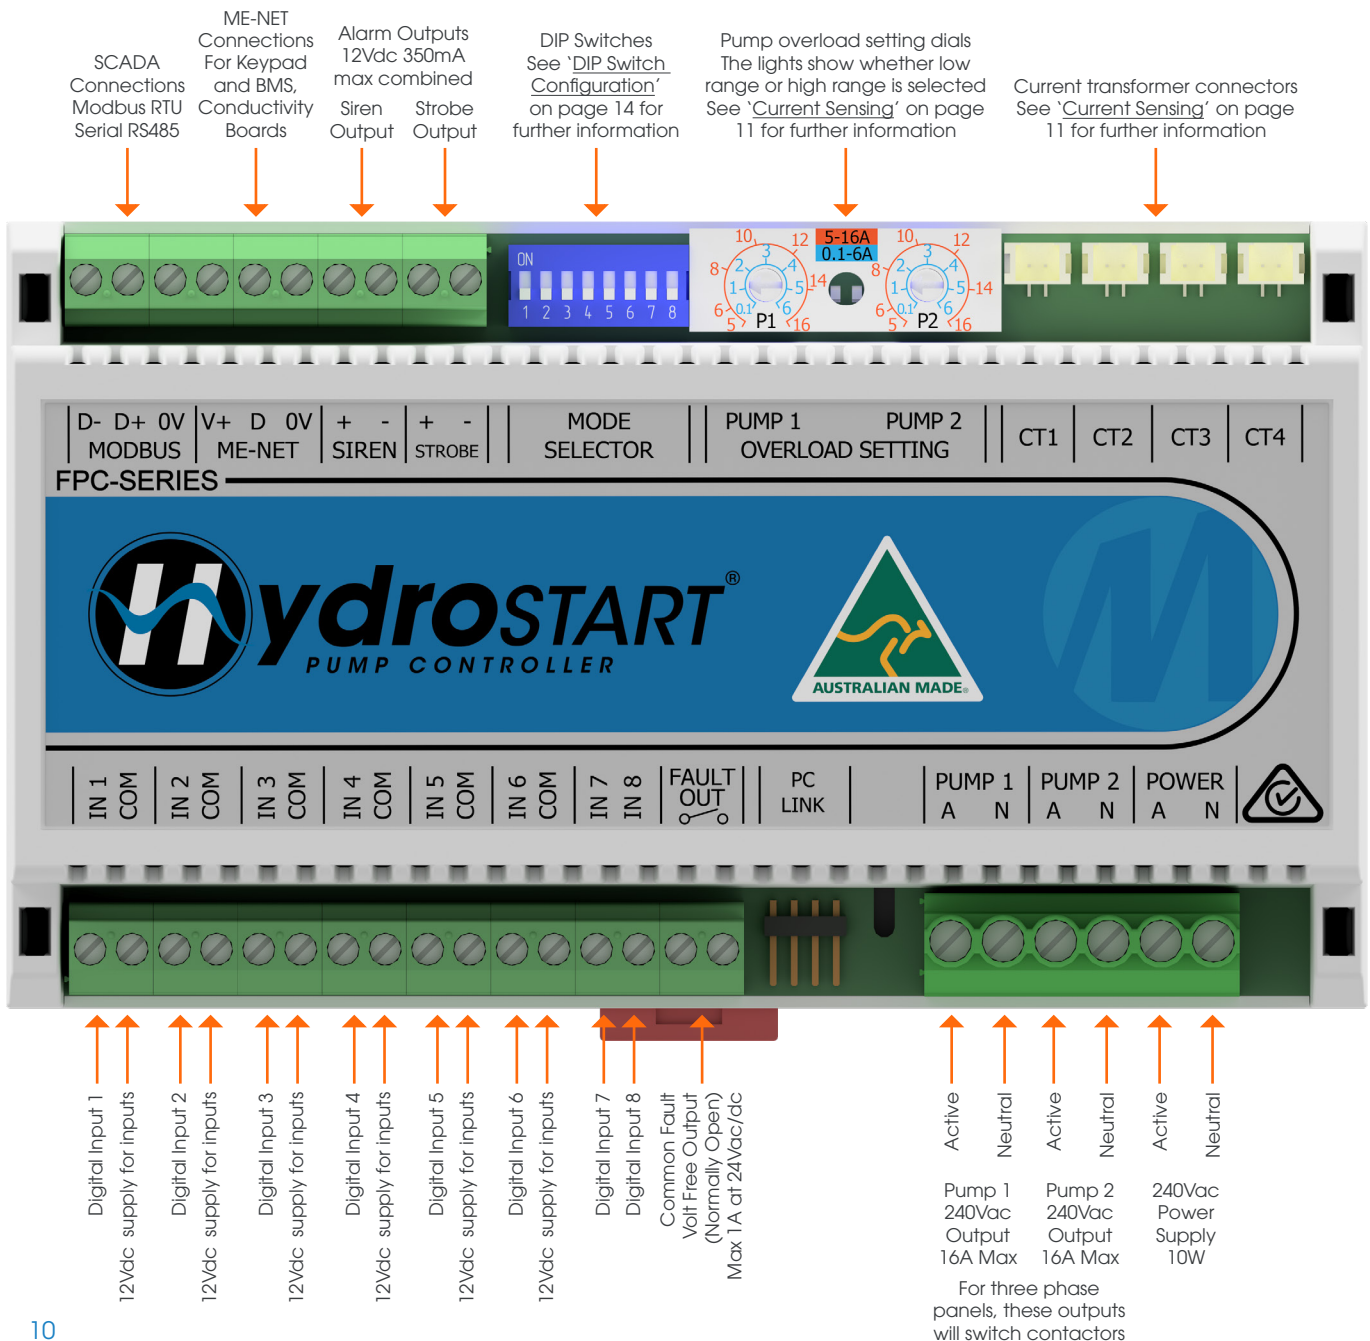 SCADA
Connections
Modbus RTU
Serial RS485
ME-NET
Connections
For Keypad
and BMS,
Conductivity
Boards
Alarm Outputs
12Vdc 350mA
max combined
Siren
Output
Strobe
Output
DIP Switches
See ‘DIP Switch
Configuration’
on page 14 for
further information
Pump overload setting dials
The lights show whether low
range or high range is selected
See ‘Current Sensing’ on page
11 for further information
Current transformer connectors
See ‘Current Sensing’ on page
11 for further information
ON
1 2 3 4 5 6 7 8
5 6 8 10 12 14 16
0.1 1 2 3 4 5 6
P1
5-16A
0.1-6A
5 6 8 10 12 14 16
0.1 1 2 3 4 5 6
P2
D- D+ 0V
MODBUS
V+ D 0V
ME-NET
+ -
SIREN
+ -
STROBE
MODE
SELECTOR
PUMP 1 PUMP 2
OVERLOAD SETTING
CT1
CT2
CT3
CT4
FPC-SERIES
HydroSTART®
PUMP CONTROLLER
AUSTRALIAN MADE®
M
IN 1
COM
IN 2
COM
IN 3
COM
IN 4
COM
IN 5
COM
IN 6
COM
IN 7
IN 8
FAULT
OUT
PC
LINK
PUMP 1
A N
PUMP 2
A N
POWER
A N
Digital Input 1
12Vdc supply for inputs
Digital Input 2
12Vdc supply for inputs
Digital Input 3
12Vdc supply for inputs
Digital Input 4
12Vdc supply for inputs
Digital Input 5
12Vdc supply for inputs
Digital Input 6
12Vdc supply for inputs
Digital Input 7
Digital Input 8
Common Fault
Volt Free Output
(Normally Open)
Max 1A at 24Vac/dc
Active
Neutral
Active
Neutral
Active
Neutral
Pump 1
240Vac
Output
16A Max
Pump 2
240Vac
Output
16A Max
240Vac
Power
Supply
10W
For three phase
panels, these outputs
will switch contactors
10